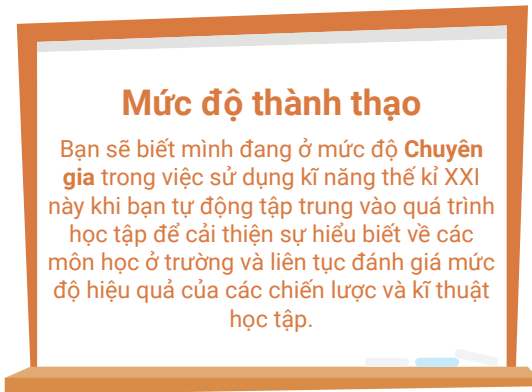 Mức độ thành thạo
Bạn sẽ biết mình đang ở mức độ Chuyên
gia trong việc sử dụng kĩ năng thế kỉ XXI
này khi bạn tự động tập trung vào quá trình
học tập để cải thiện sự hiểu biết về các
môn học ở trường và liên tục đánh giá mức
độ hiệu quả của các chiến lược và kĩ thuật
học tập.